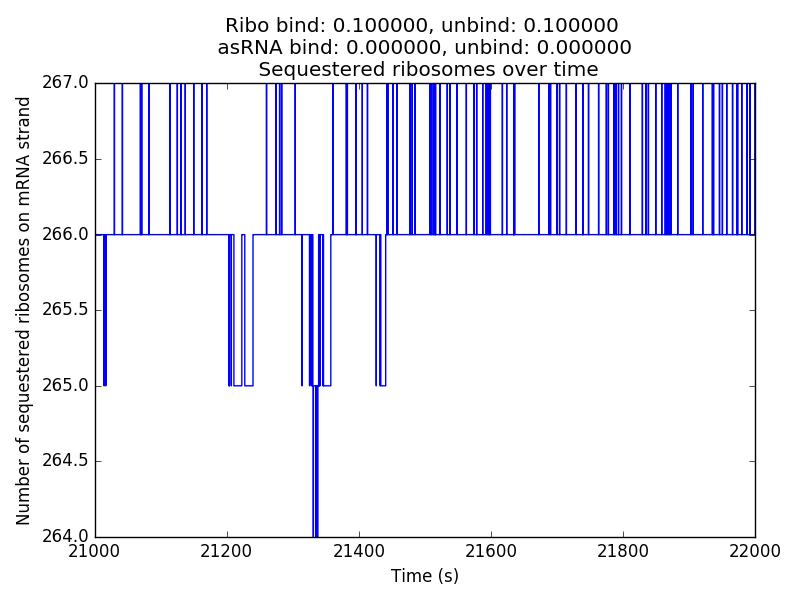 Ribo bind: 0.100000, unbind: 0.100000
asRNA bind: 0.000000, unbind: 0.000000
Sequestered ribosomes over time
Number of sequestered ribosomes on mRNA strand
267.0
266.5
266.0
265.5
265.0
264.5
264.0
21000 21200 21400 21600 21800 22000
Time (s)